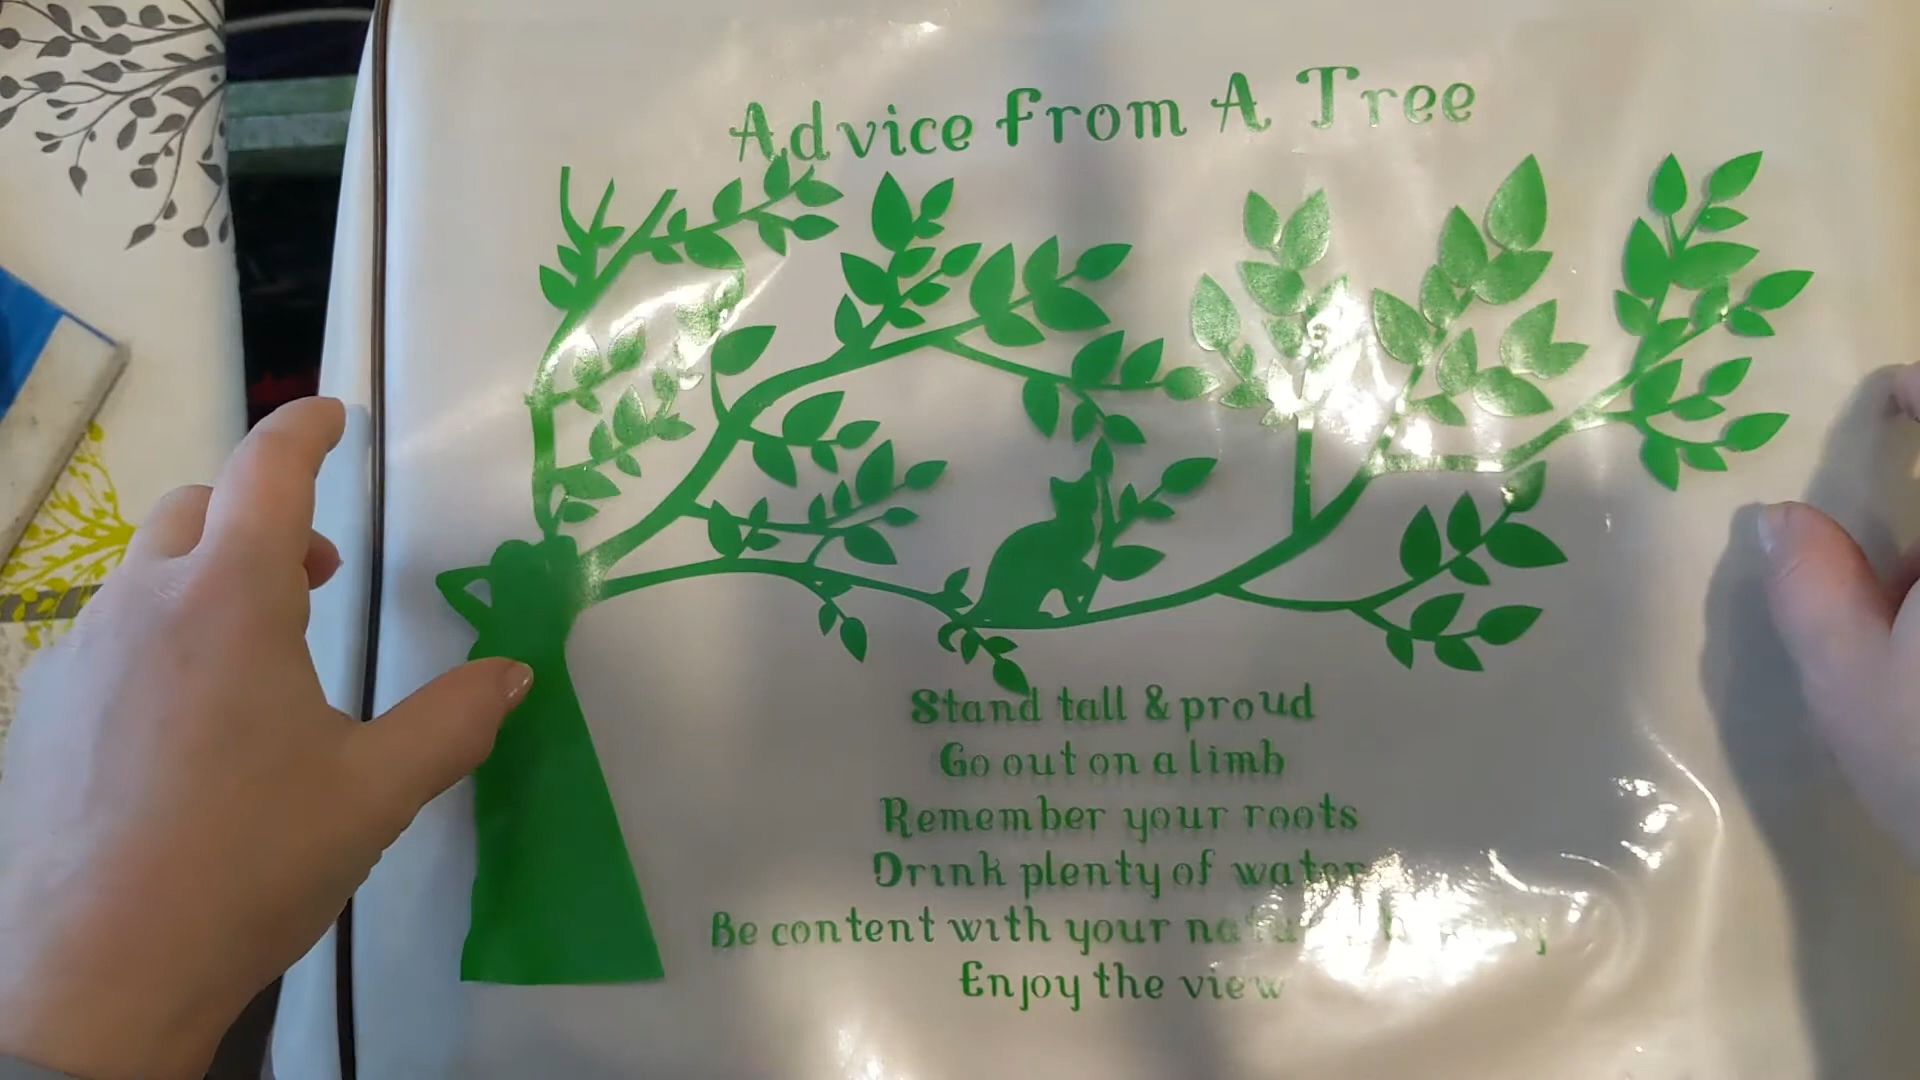 Advice from A Tree
Stand tall & proud
Go out on a limb
Remember your roots
Drink plenty of water
Be content with your
Enjoy the view